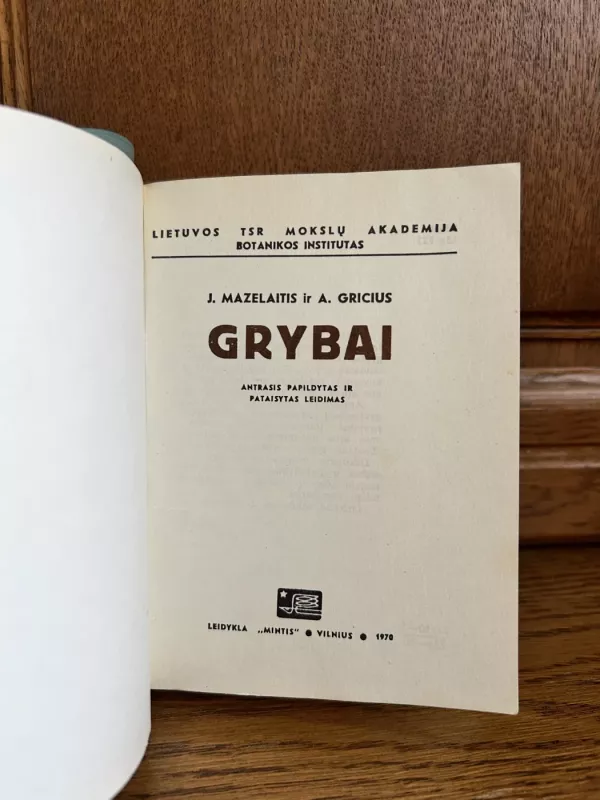 LIETUVOS TSR MOKSLŲ AKADEMIJA
BOTANIKOS INSTITUTAS
J. MAZELAITIS ir A. GRICIUS
GRYBAI
ANTRASIS PAPILDYTAS IR
PATAISYTAS LEIDIMAS
LEIDYKLA „MINTIS" ● VILNIUS ● 1970